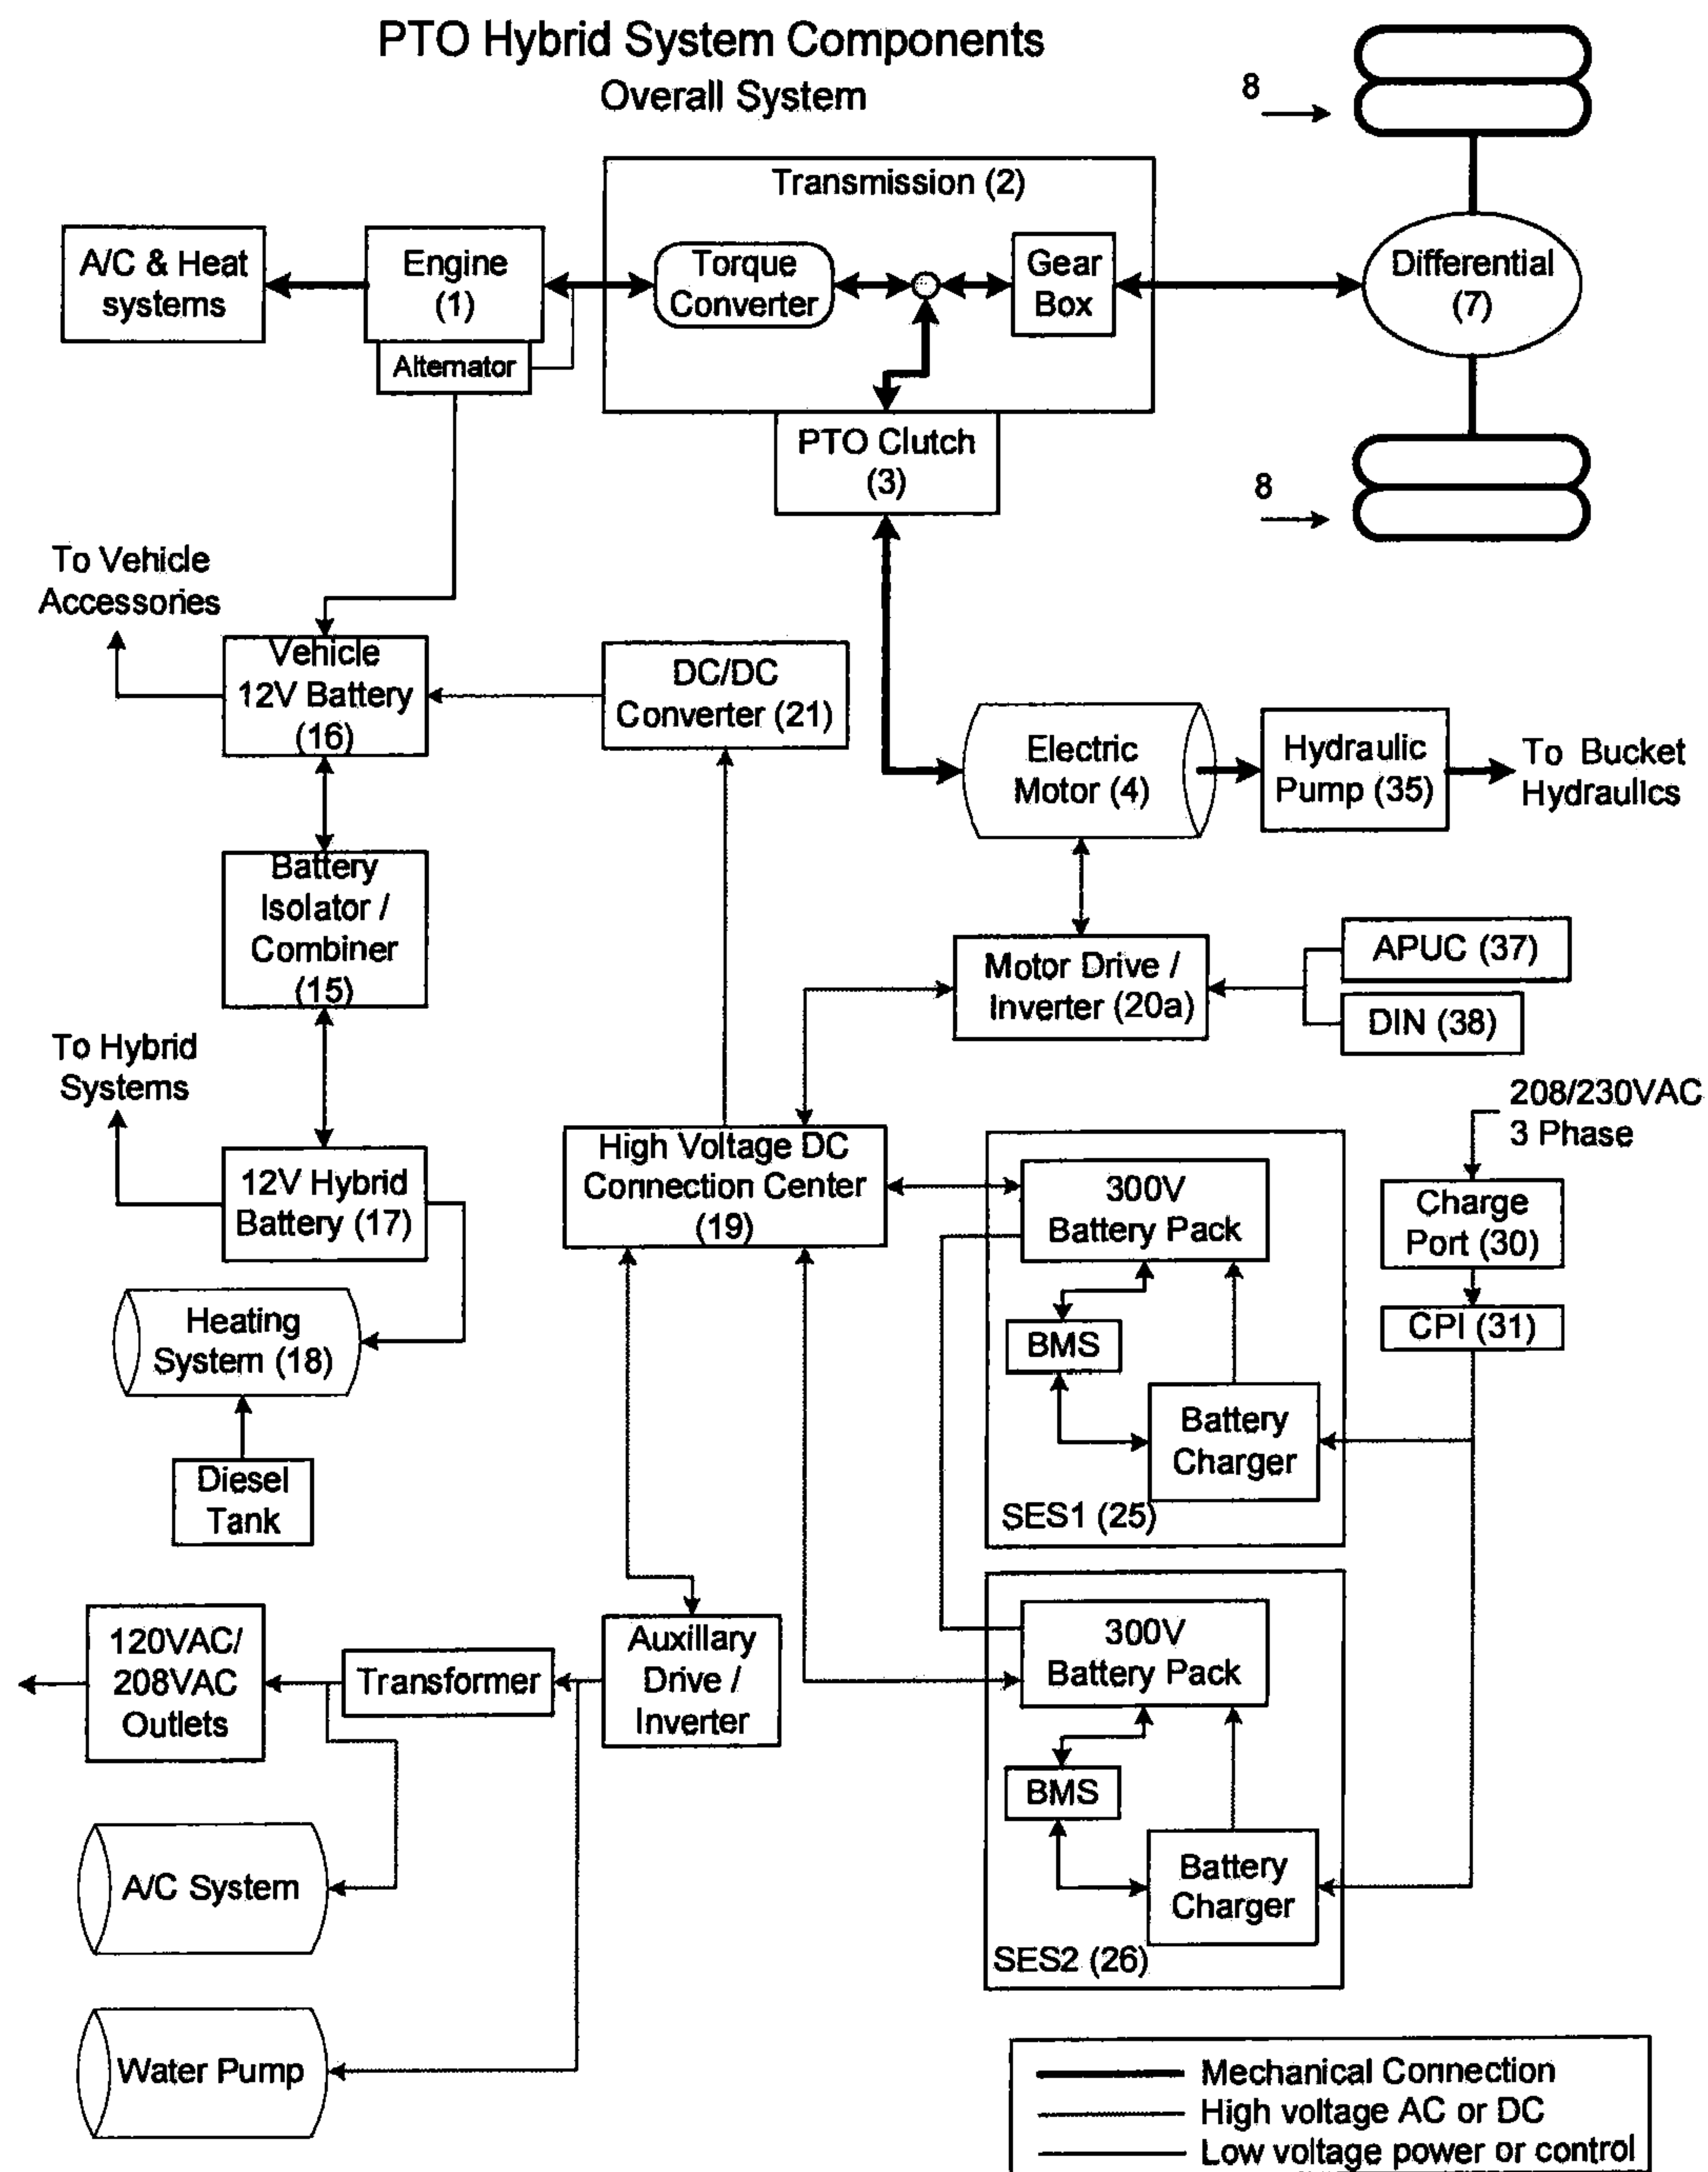 PTO Hybrid System Components
Overall System
8
Transmission (2)
A/C & Heat
systems
Engine
(1)
Torque
Converter
Gear
Box
Differential
(7)
Alternator
PTO Clutch
(3)
8
To Vehicle
Accessories
Vehicle
12V Battery
(16)
DC/DC
Converter (21)
Electric
Motor (4)
Hydraulic
Pump (35)
To Bucket
Hydraulics
Battery
Isolator /
Combiner
(15)
Motor Drive /
Inverter (20a)
APUC (37)
DIN (38)
To Hybrid
Systems
208/230VAC
3 Phase
12V Hybrid
Battery (17)
High Voltage DC
Connection Center
(19)
300V
Battery Pack
Charge
Port (30)
BMS
CPI (31)
Heating
System (18)
Battery
Charger
Diesel
Tank
SES1 (25)
120VAC/
208VAC
Outlets
Transformer
Auxillary
Drive /
Inverter
300V
Battery Pack
BMS
A/C System
Battery
Charger
SES2 (26)
Water Pump
Mechanical Connection
High voltage AC or DC
Low voltage power or control